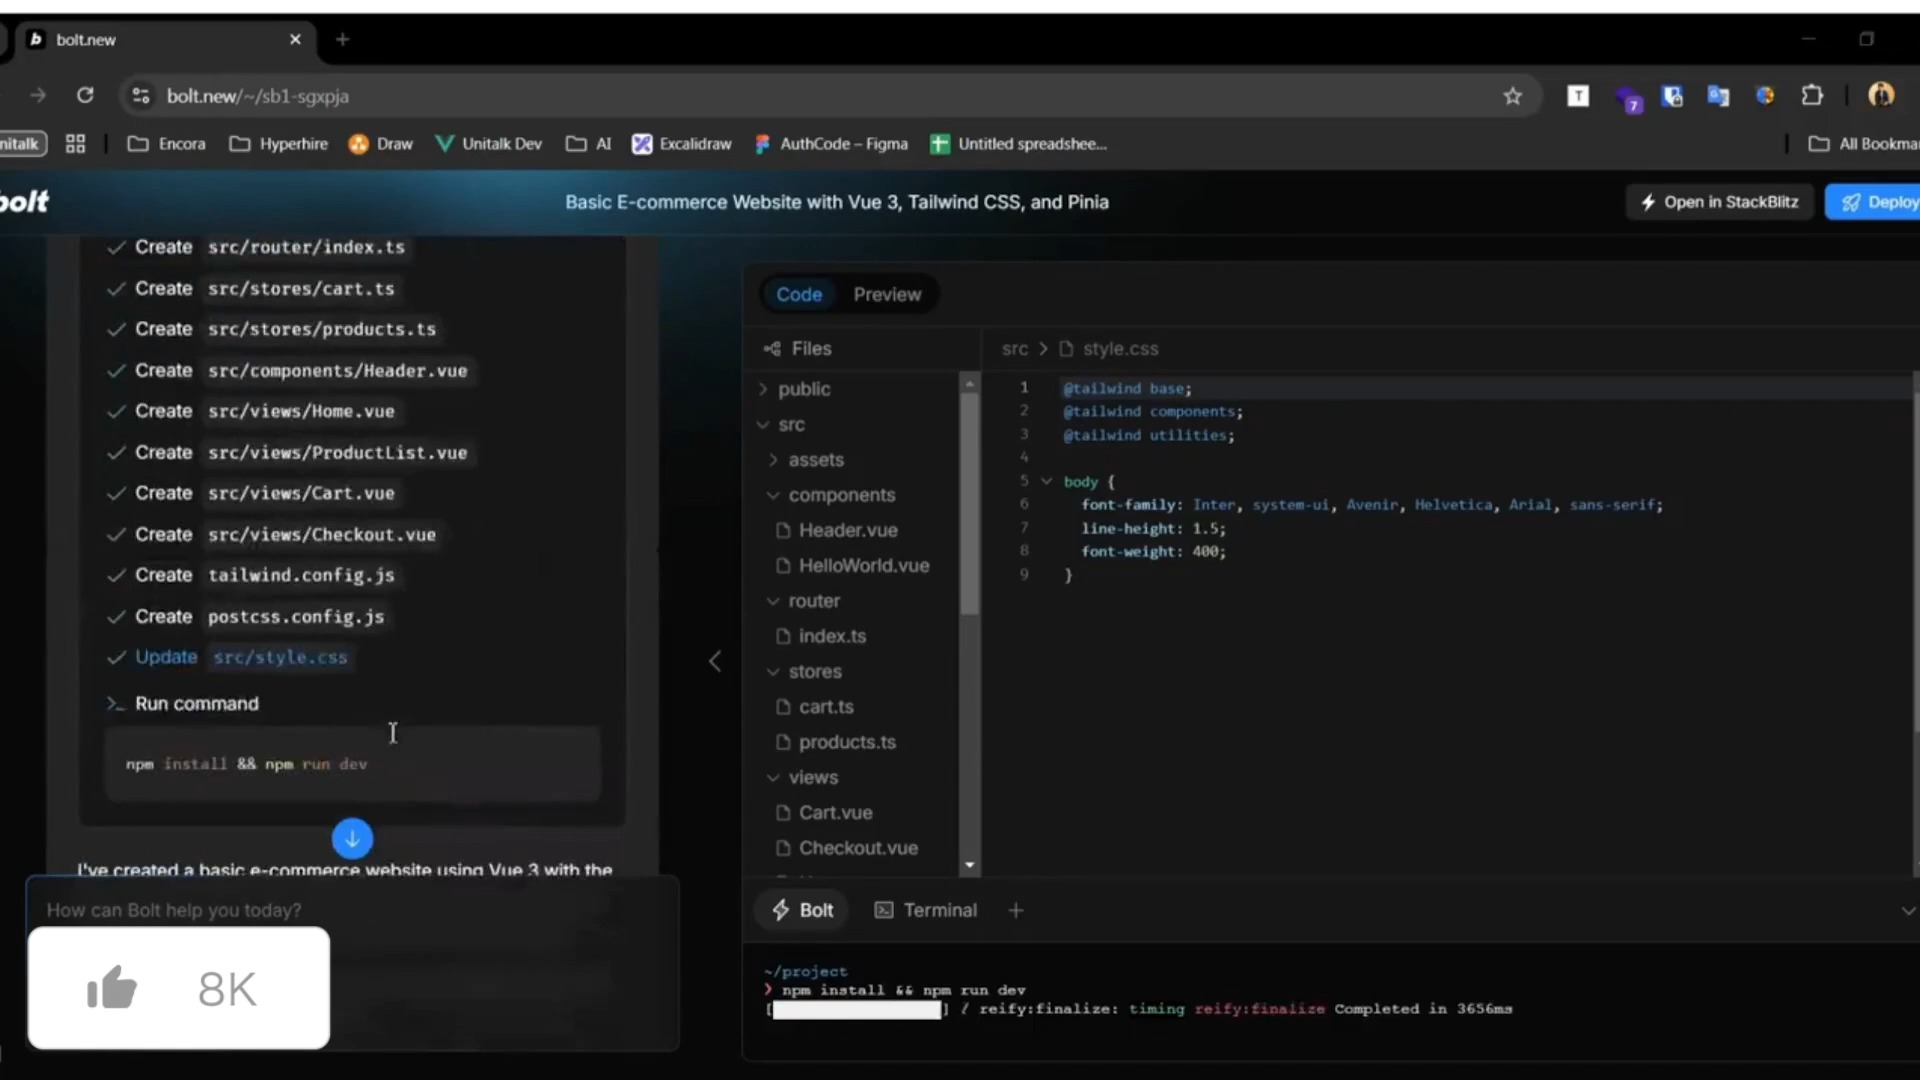 bolt.new
bolt.new/~/sb1-sgxpja
T
7
nitalk
Encora
Hyperhire
Draw
Unitalk Dev
AI
Excalidraw
AuthCode – Figma
Untitled spreadshee...
All Bookma
bolt
Basic E-commerce Website with Vue 3, Tailwind CSS, and Pinia
Open in StackBlitz
Deploy
Create src/router/index.ts
Create src/stores/cart.ts
Create src/stores/products.ts
Create src/components/Header.vue
Create src/views/Home.vue
Create src/views/ProductList.vue
Create src/views/Cart.vue
Create src/views/Checkout.vue
Create tailwind.config.js
Create postcss.config.js
Update src/style.css
>_ Run command
npm install && npm run dev
I've created a basic e-commerce website using Vue 3 with the
How can Bolt help you today?
8K
Code
Preview
Files
public
src
assets
components
Header.vue
HelloWorld.vue
router
index.ts
stores
cart.ts
products.ts
views
Cart.vue
Checkout.vue
src > style.css
1 @tailwind base;
2 @tailwind components;
3 @tailwind utilities;
4
5 body {
6 font-family: Inter, system-ui, Avenir, Helvetica, Arial, sans-serif;
7 line-height: 1.5;
8 font-weight: 400;
9 }
Bolt
Terminal
~/project
❯ npm install && npm run dev
[ ] / reify:finalize: timing reify:finalize Completed in 3656ms